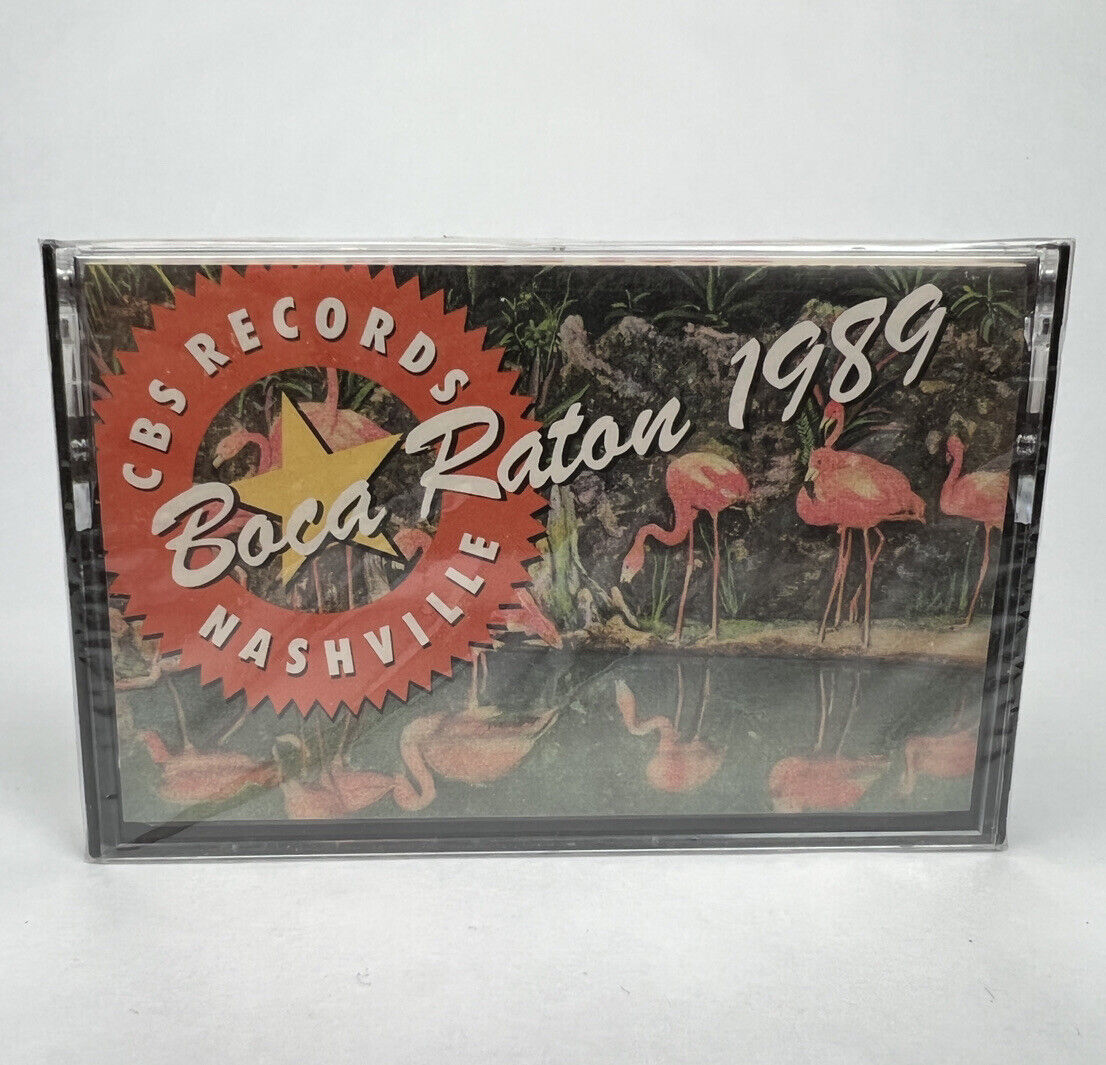 CBS RECORDS
Boca Raton 1989
NASHVILLE